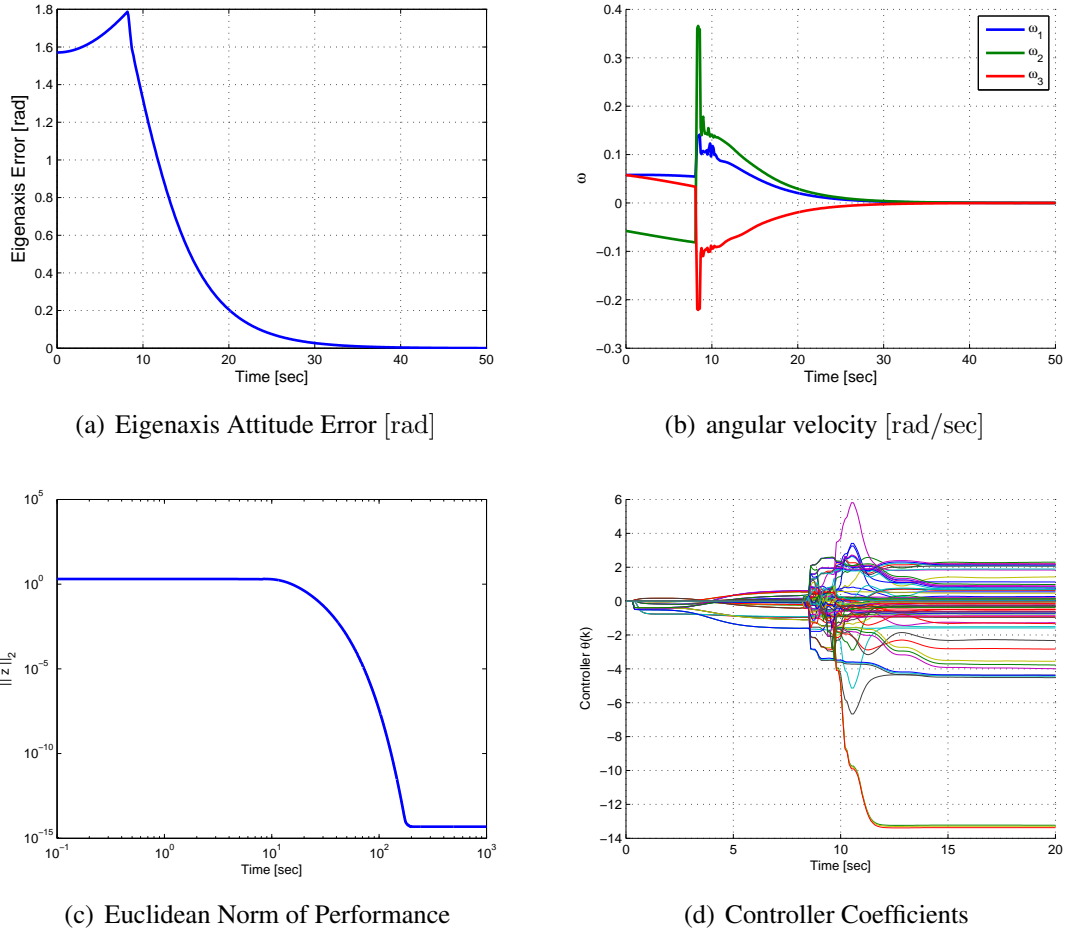 1.8
1.6
1.4
1.2
1
0.8
0.6
0.4
0.2
0
Eigenaxis Error [rad]
0 10 20 30 40 50
Time [sec]
(a) Eigenaxis Attitude Error [rad]
0.4
0.3
0.2
0.1
0
−0.1
−0.2
−0.3
ω
ω1
ω2
ω3
0 10 20 30 40 50
Time [sec]
(b) angular velocity [rad/sec]
10^5
10^0
10^−5
10^−10
10^−15
|| z ||2
10^−1 10^0 10^1 10^2 10^3
Time [sec]
(c) Euclidean Norm of Performance
6
4
2
0
−2
−4
−6
−8
−10
−12
−14
Controller θ(k)
0 5 10 15 20
Time [sec]
(d) Controller Coefficients